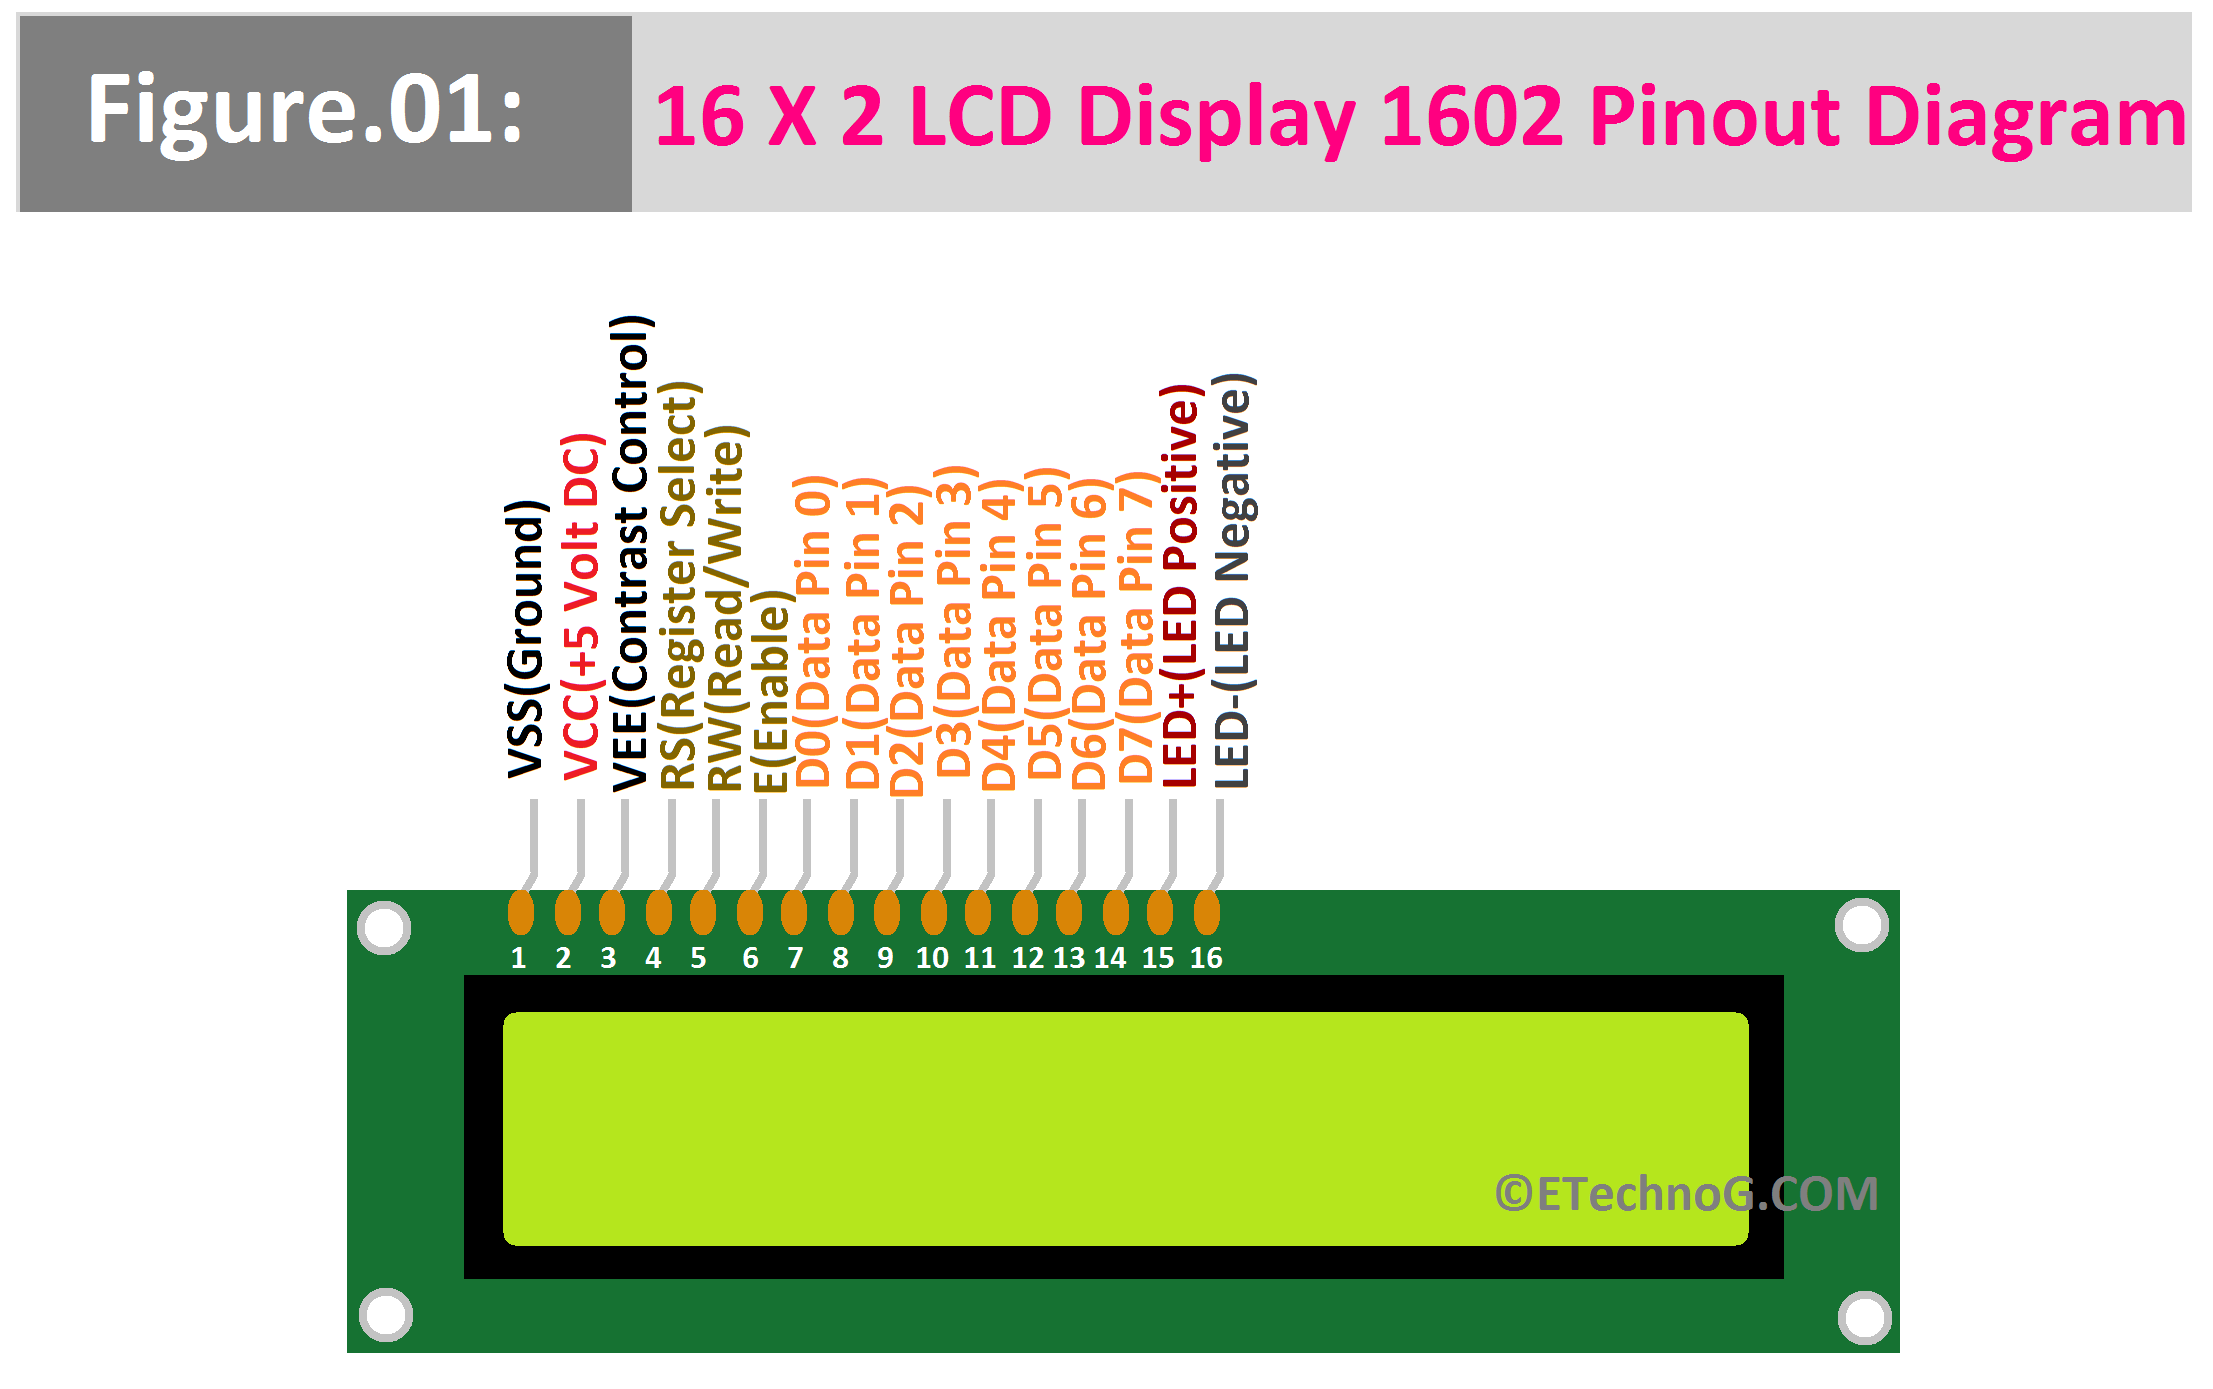 Figure.01:
16 X 2 LCD Display 1602 Pinout Diagram
VSS(Ground)
VCC(+5 Volt DC)
VEE(Contrast Control)
RS(Register Select)
RW(Read/Write)
E(Enable)
D0(Data Pin 0)
D1(Data Pin 1)
D2(Data Pin 2)
D3(Data Pin 3)
D4(Data Pin 4)
D5(Data Pin 5)
D6(Data Pin 6)
D7(Data Pin 7)
LED+(LED Positive)
LED-(LED Negative)
1 2 3 4 5 6 7 8 9 10 11 12 13 14 15 16
©ETechnoG.COM